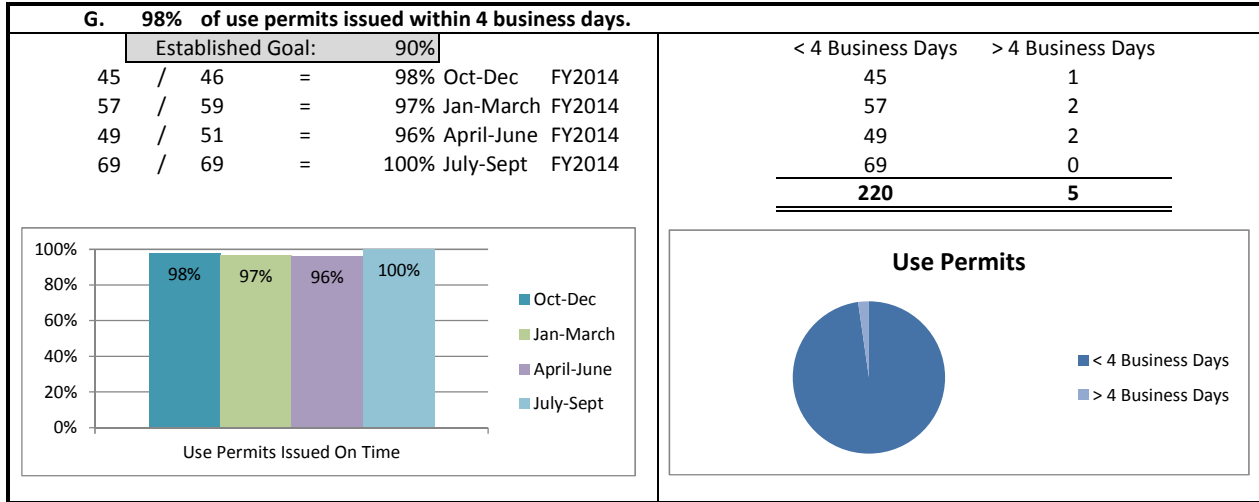 G. 98% of use permits issued within 4 business days.
Established Goal: 90%
45 / 46 = 98% Oct-Dec FY2014
57 / 59 = 97% Jan-March FY2014
49 / 51 = 96% April-June FY2014
69 / 69 = 100% July-Sept FY2014
< 4 Business Days > 4 Business Days
45 1
57 2
49 2
69 0
220 5
100%
80%
60%
40%
20%
0%
98% 97% 96% 100%
Use Permits Issued On Time
Oct-Dec
Jan-March
April-June
July-Sept
Use Permits
< 4 Business Days
> 4 Business Days